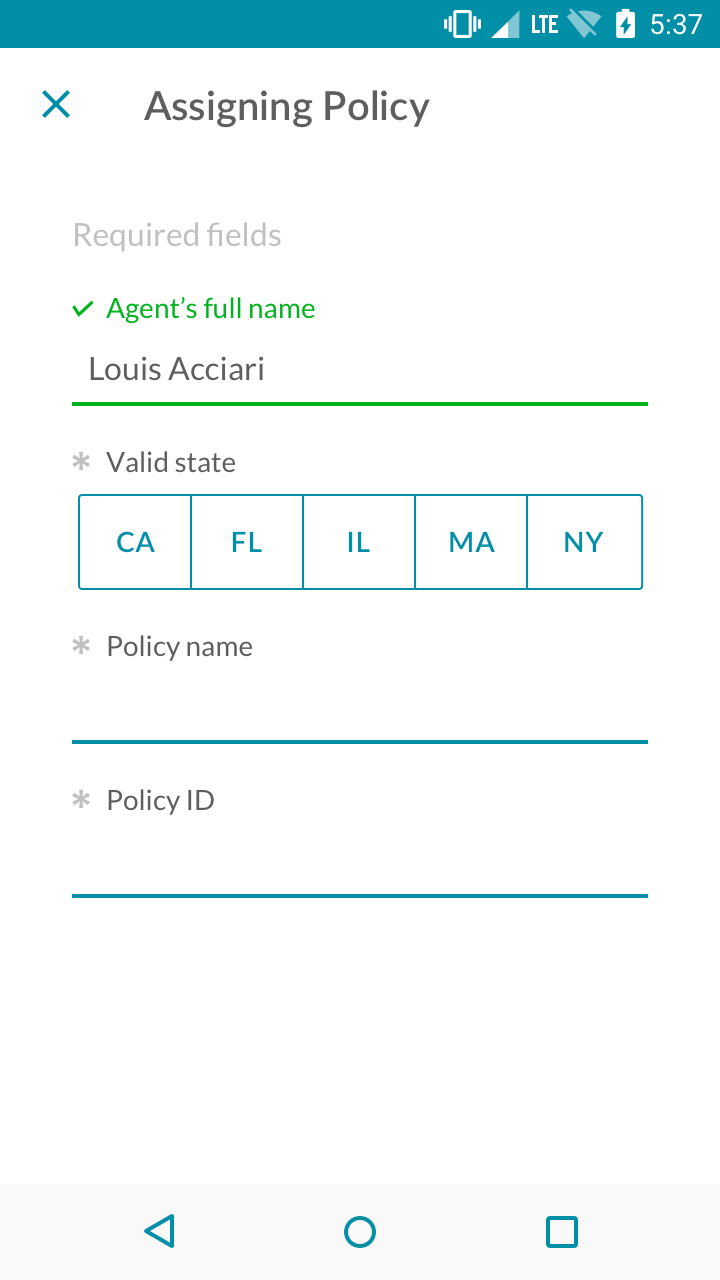 LTE 5:37
Assigning Policy
Required fields
Agent’s full name
Louis Acciari
* Valid state
CA FL IL MA NY
* Policy name
* Policy ID